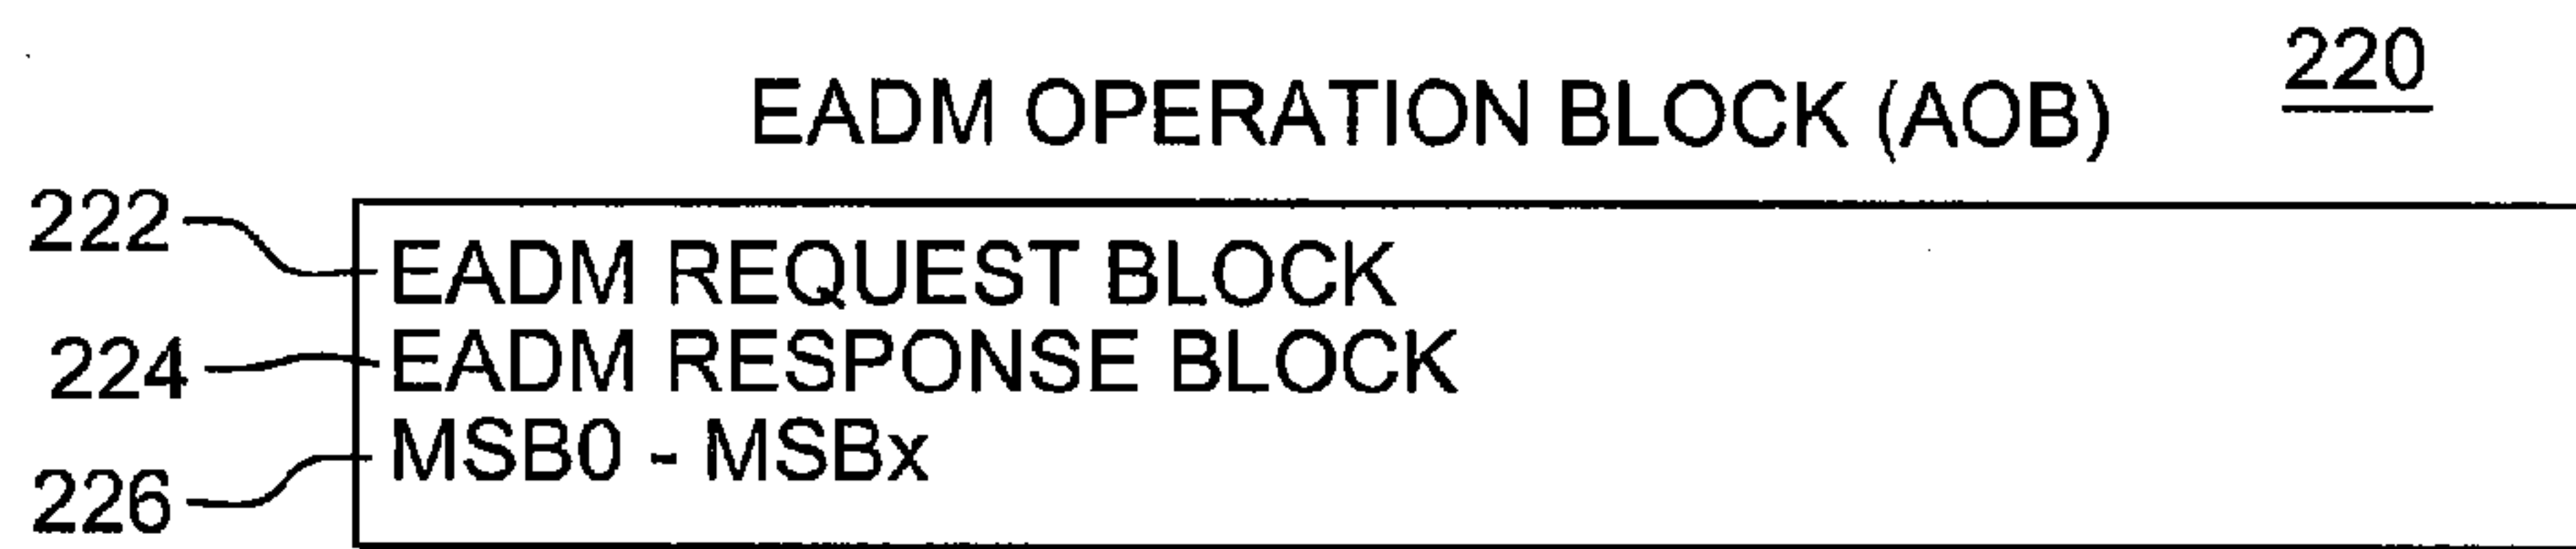 220
EADM OPERATION BLOCK (AOB)
222 EADM REQUEST BLOCK
224 EADM RESPONSE BLOCK
226 MSB0 - MSBx